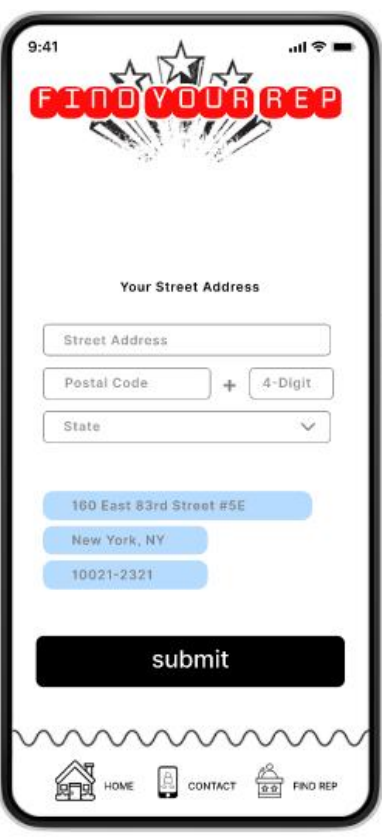 9:41
FIND YOUR REP
Your Street Address
Street Address
Postal Code + 4-Digit
State
160 East 83rd Street #5E
New York, NY
10021-2321
submit
HOME CONTACT FIND REP